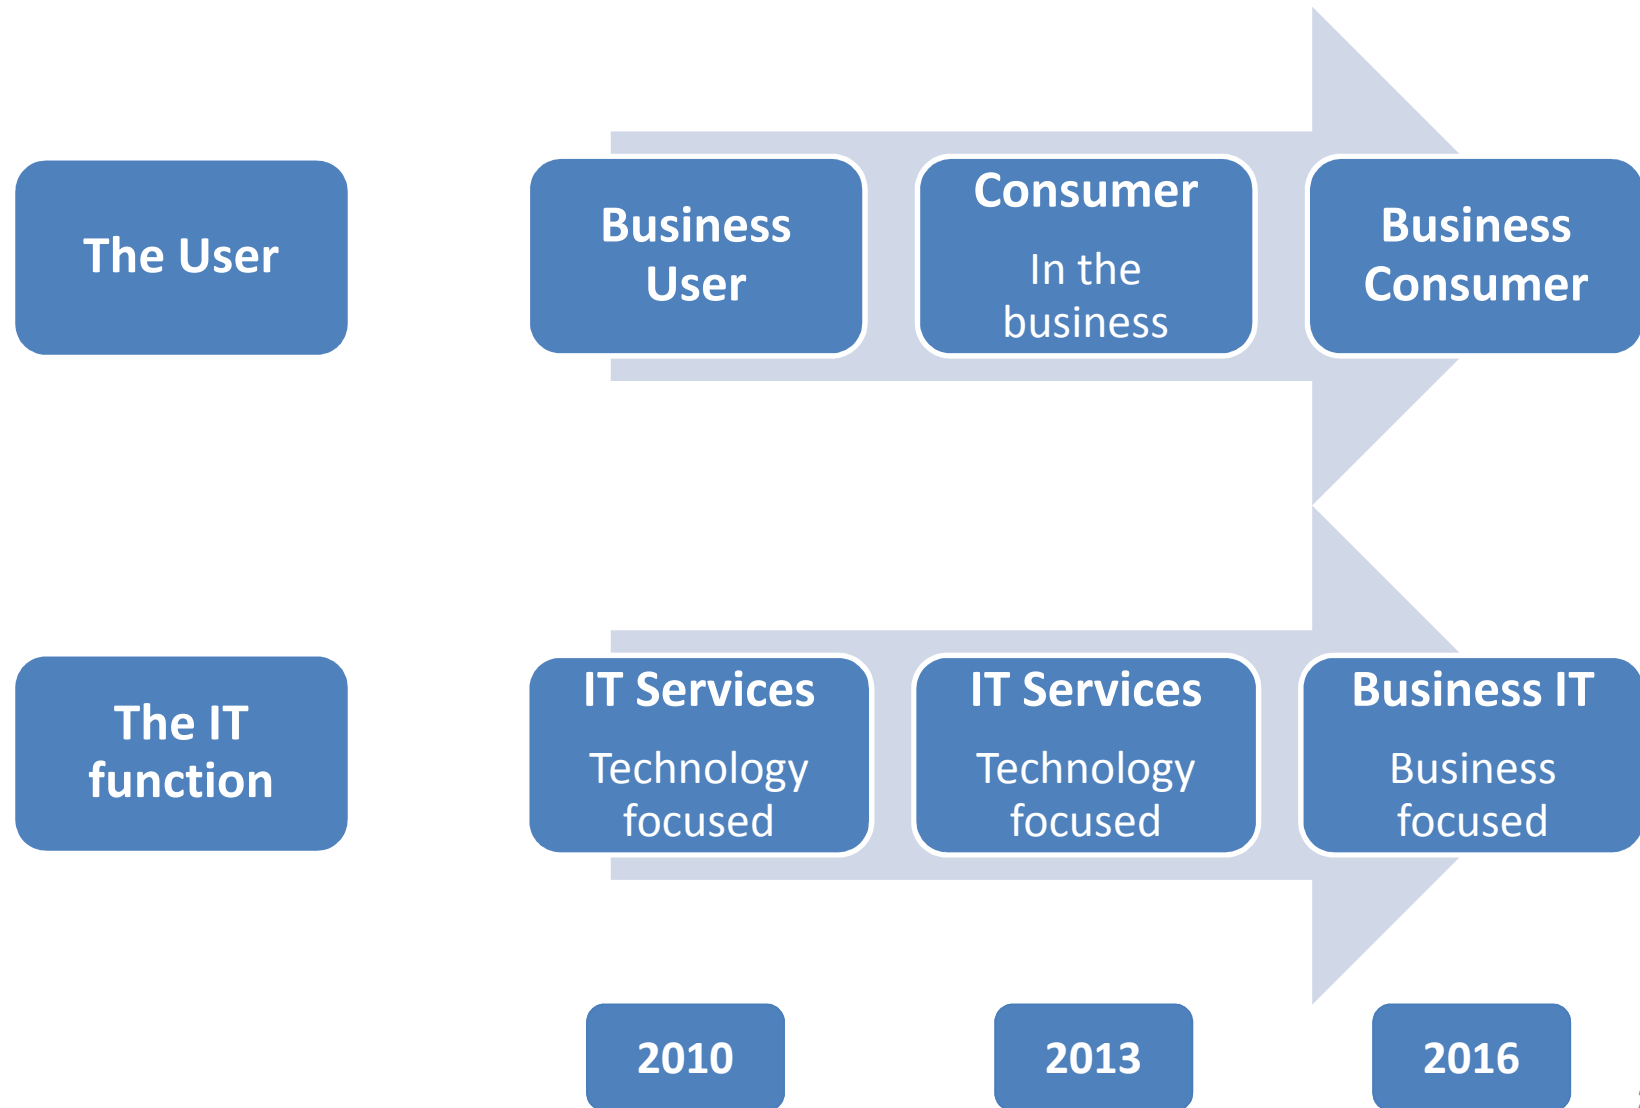 The User
Business
User
Consumer
In the
business
Business
Consumer
The IT
function
IT Services
Technology
focused
IT Services
Technology
focused
Business IT
Business
focused
2010
2013
2016